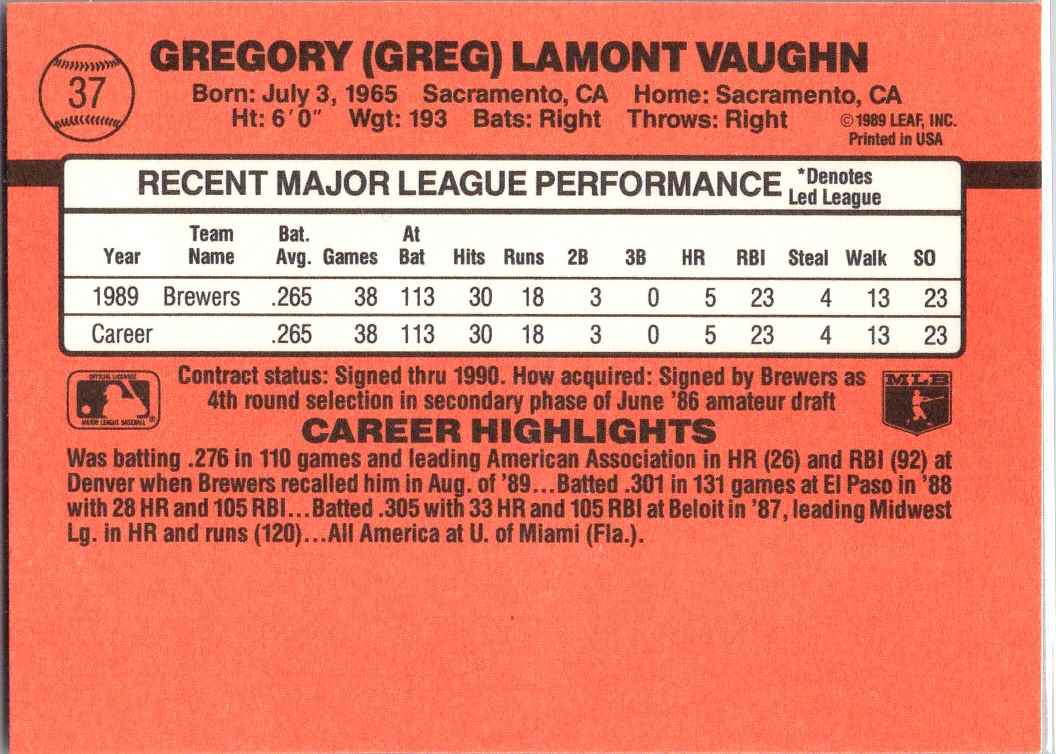 37
GREGORY (GREG) LAMONT VAUGHN
Born: July 3, 1965 Sacramento, CA Home: Sacramento, CA
Ht: 6'0" Wgt: 193 Bats: Right Throws: Right
©1989 LEAF, INC.
Printed in USA
RECENT MAJOR LEAGUE PERFORMANCE *Denotes
Led League
Year Team Name Bat. Avg. Games At Bat Hits Runs 2B 3B HR RBI Steal Walk SO
1989 Brewers .265 38 113 30 18 3 0 5 23 4 13 23
Career .265 38 113 30 18 3 0 5 23 4 13 23
OFFICIAL LICENSEE
MAJOR LEAGUE BASEBALL®
Contract status: Signed thru 1990. How acquired: Signed by Brewers as
4th round selection in secondary phase of June '86 amateur draft
MLB
CAREER HIGHLIGHTS
Was batting .276 in 110 games and leading American Association in HR (26) and RBI (92) at
Denver when Brewers recalled him in Aug. of '89...Batted .301 in 131 games at El Paso in '88
with 28 HR and 105 RBI...Batted .305 with 33 HR and 105 RBI at Beloit in '87, leading Midwest
Lg. in HR and runs (120)...All America at U. of Miami (Fla.).